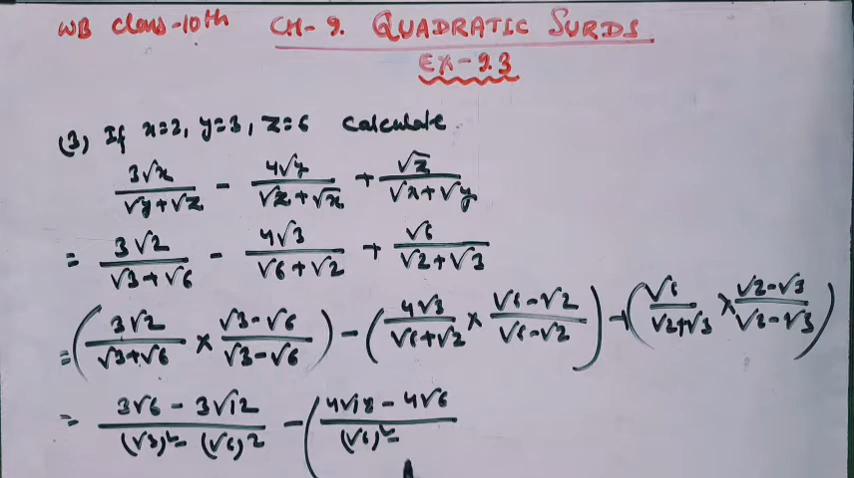 WB class-10th CH-9. QUADRATIC SURDS
EX-9.3
(3) If x=2, y=3, z=6 calculate
3√x/(√y+√z) - 4√y/(√z+√x) + √z/(√x+√y)
= 3√2/(√3+√6) - 4√3/(√6+√2) + √6/(√2+√3)
=(3√2/(√3+√6) × (√3-√6)/(√3-√6)) - (4√3/(√6+√2) × (√6-√2)/(√6-√2)) + (√6/(√2+√3) × (√2-√3)/(√2-√3))
= (3√6 - 3√12)/((√3)² - (√6)²) - ((4√18 - 4√6)/((√6)² -